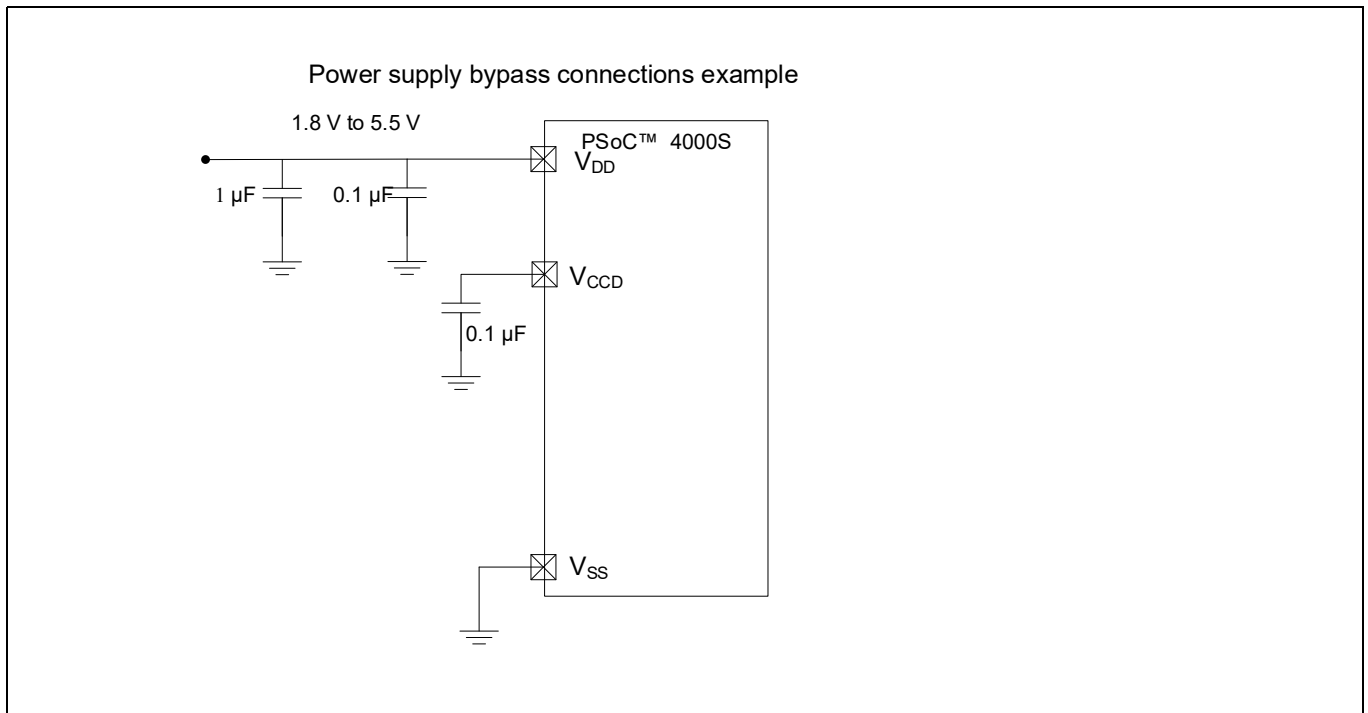 Power supply bypass connections example
1.8 V to 5.5 V
PSoC™ 4000S
VDD
1 µF
0.1 µF
VCCD
0.1 µF
VSS